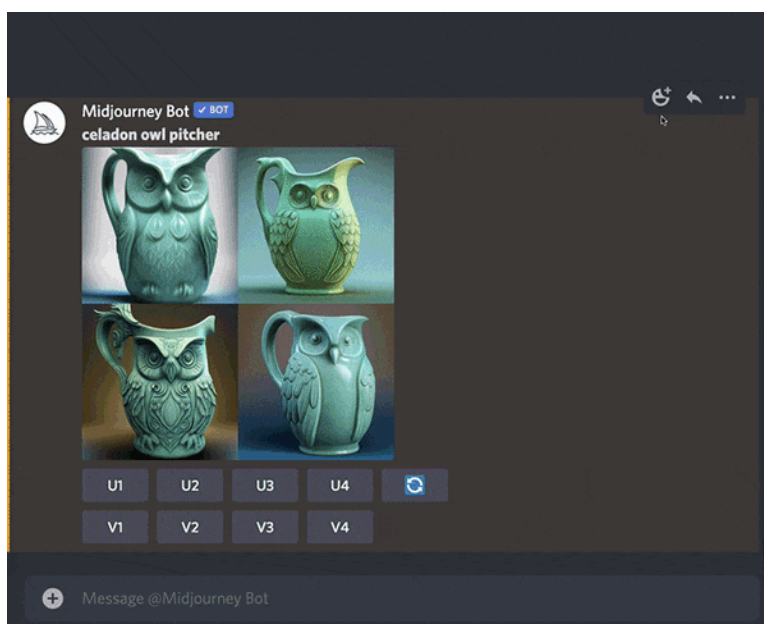 Midjourney Bot ✓ BOT
celadon owl pitcher
U1 U2 U3 U4
V1 V2 V3 V4
Message @Midjourney Bot